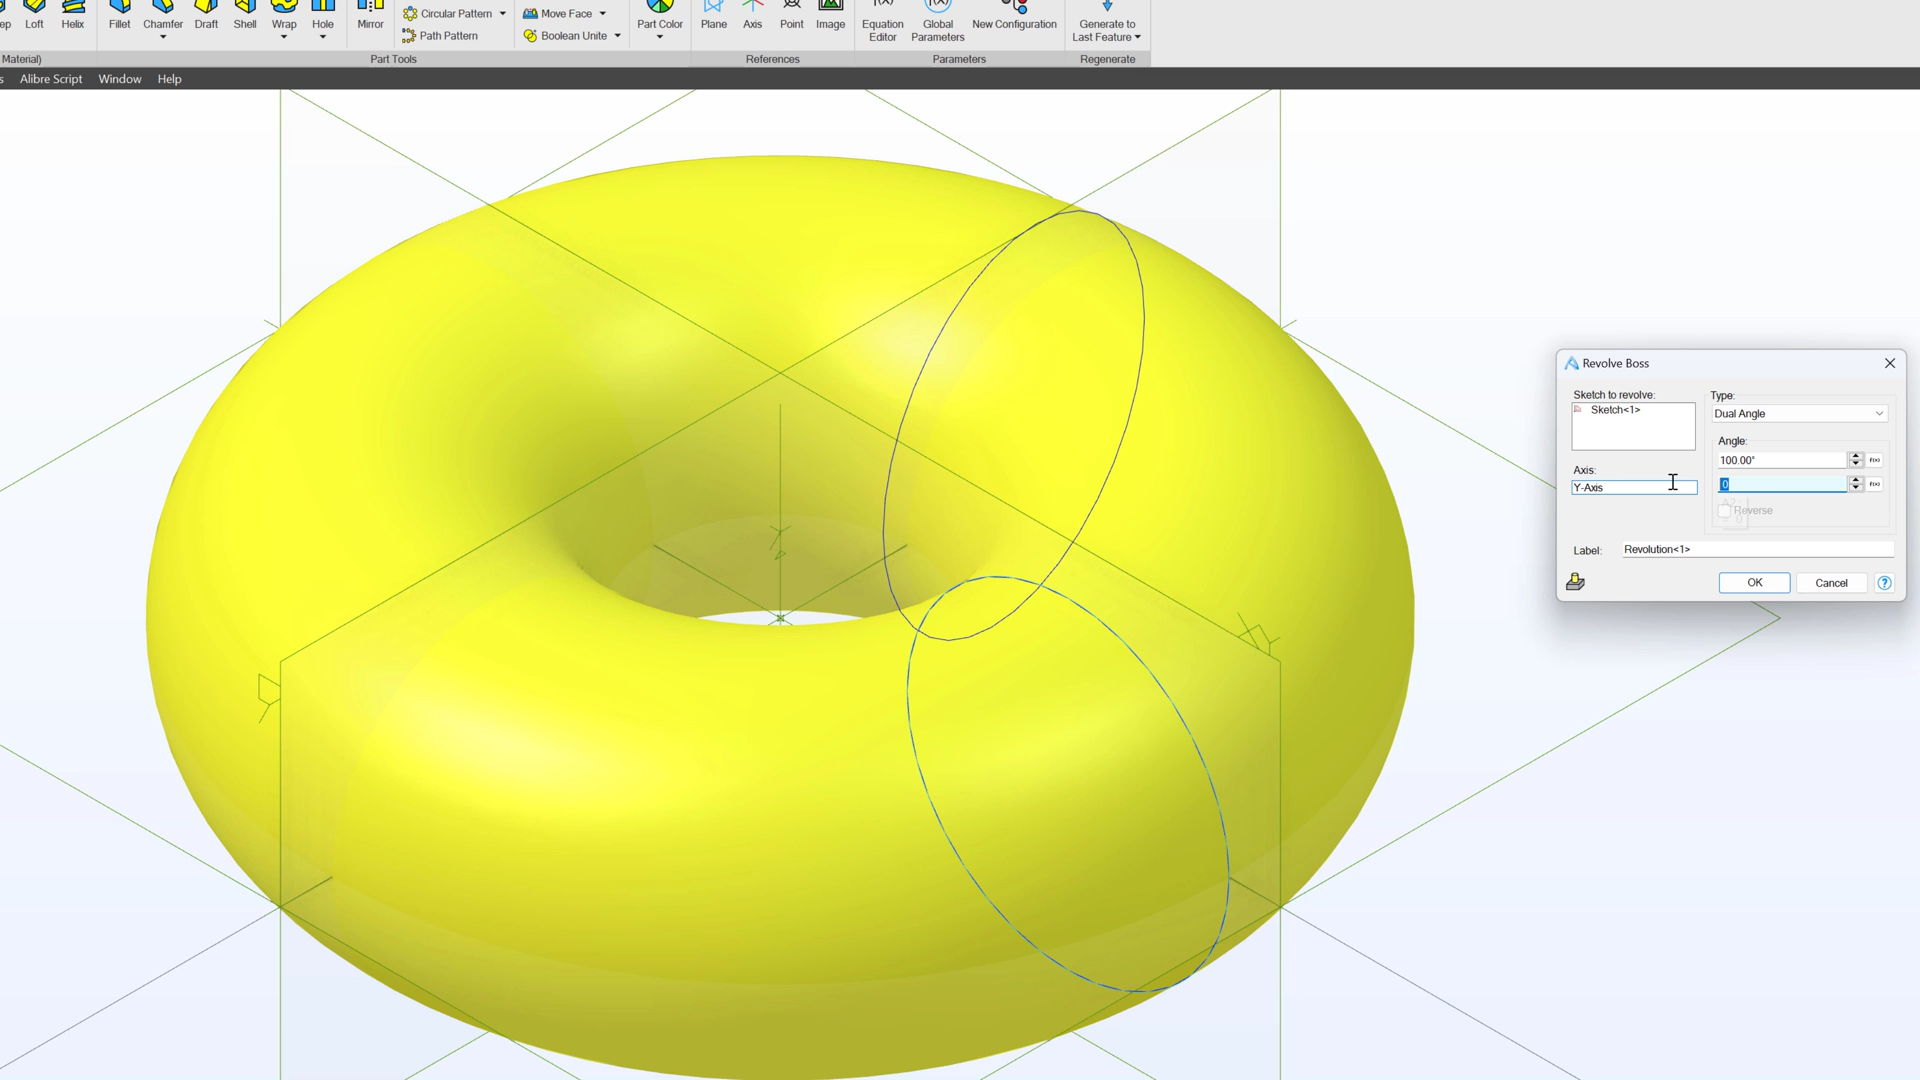 ep
Loft
Helix
Fillet
Chamfer
Draft
Shell
Wrap
Hole
Mirror
Circular Pattern
Path Pattern
Move Face
Boolean Unite
Part Color
Plane
Axis
Point
Image
Equation
Editor
Global
Parameters
New Configuration
Generate to
Last Feature
Material)
Part Tools
References
Parameters
Regenerate
s
Alibre Script
Window
Help
Revolve Boss
Sketch to revolve:
Sketch<1>
Type:
Dual Angle
Angle:
100.00°
f(x)
Axis:
Y-Axis
0
f(x)
Reverse
Label:
Revolution<1>
OK
Cancel
?